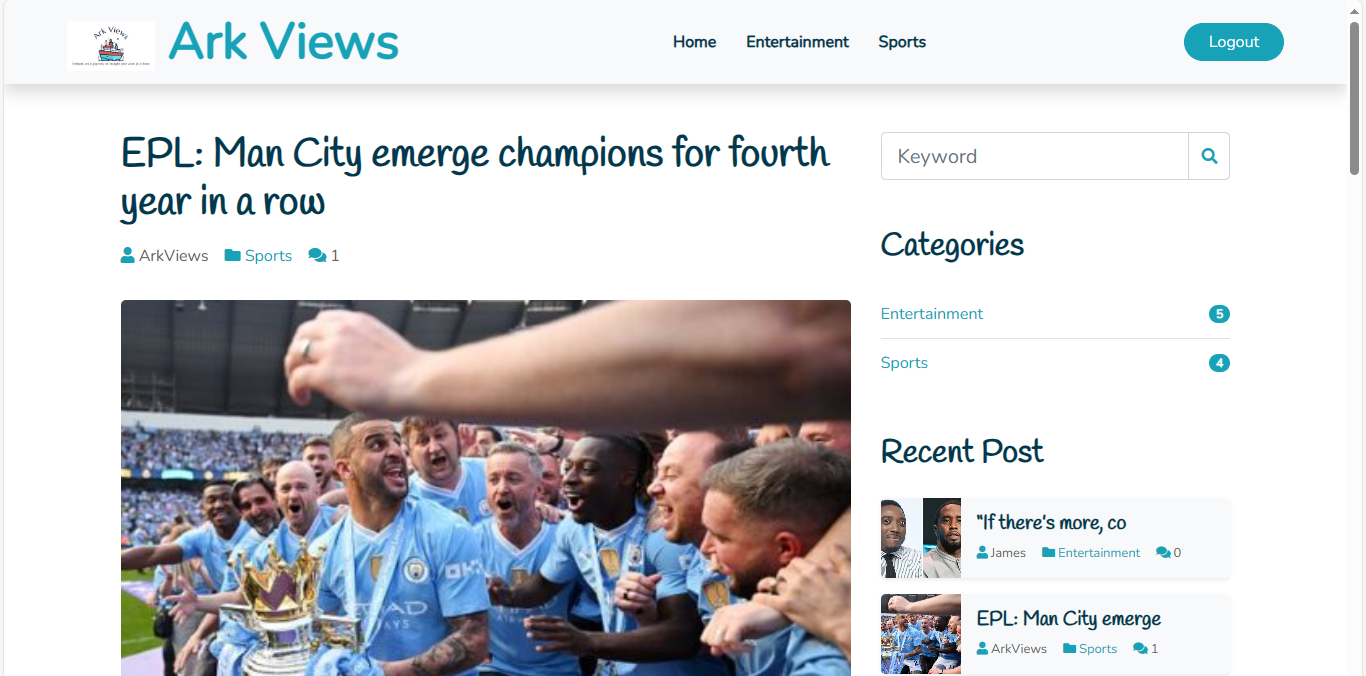 Ark Views
Ark Views
Home Entertainment Sports
Logout
EPL: Man City emerge champions for fourth
year in a row
ArkViews Sports 1
ETIHAD
AIRWAYS
Keyword
Categories
Entertainment 5
Sports 4
Recent Post
"If there's more, co
James Entertainment 0
EPL: Man City emerge
ArkViews Sports 1